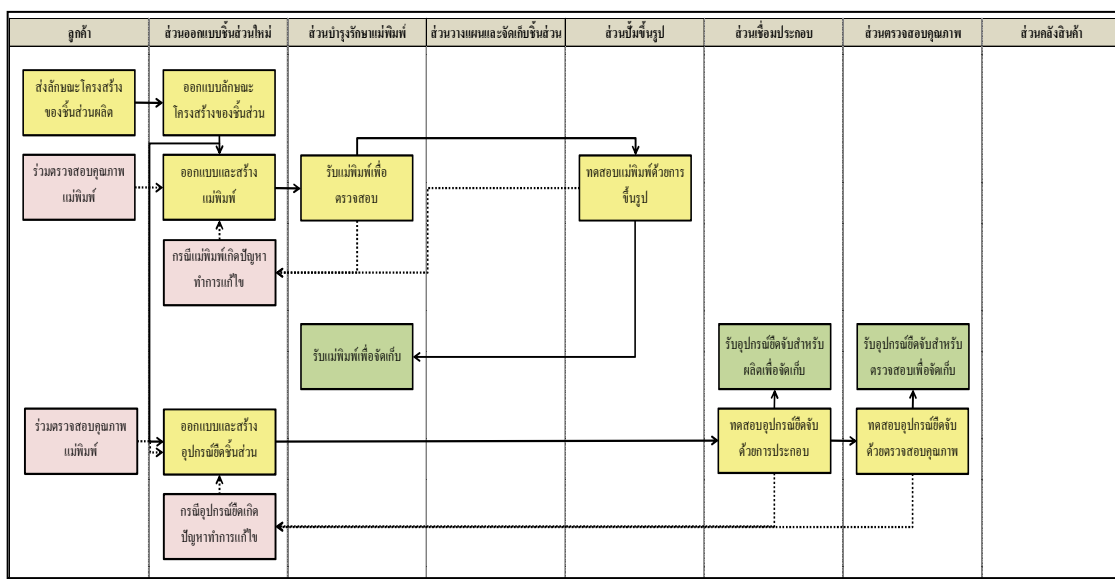 ลูกค้า
ส่วนออกแบบชิ้นส่วนใหม่
ส่วนบำรุงรักษาแม่พิมพ์
ส่วนวางแผนและจัดเก็บชิ้นส่วน
ส่วนปั๊มขึ้นรูป
ส่วนเชื่อมประกอบ
ส่วนตรวจสอบคุณภาพ
ส่วนคลังสินค้า
ส่งลักษณะโครงสร้าง
ของชิ้นส่วนผลิต
ออกแบบลักษณะ
โครงสร้างของชิ้นส่วน
ร่วมตรวจสอบคุณภาพ
แม่พิมพ์
ออกแบบและสร้าง
แม่พิมพ์
รับแม่พิมพ์เพื่อ
ตรวจสอบ
ทดสอบแม่พิมพ์ด้วยการ
ขึ้นรูป
กรณีแม่พิมพ์เกิดปัญหา
ทำการแก้ไข
รับแม่พิมพ์เพื่อจัดเก็บ
รับอุปกรณ์ยึดจับสำหรับ
ผลิตเพื่อจัดเก็บ
รับอุปกรณ์ยึดจับสำหรับ
ตรวจสอบเพื่อจัดเก็บ
ร่วมตรวจสอบคุณภาพ
แม่พิมพ์
ออกแบบและสร้าง
อุปกรณ์ยึดชิ้นส่วน
ทดสอบอุปกรณ์ยึดจับ
ด้วยการประกอบ
ทดสอบอุปกรณ์ยึดจับ
ด้วยตรวจสอบคุณภาพ
กรณีอุปกรณ์ยึดเกิด
ปัญหาทำการแก้ไข